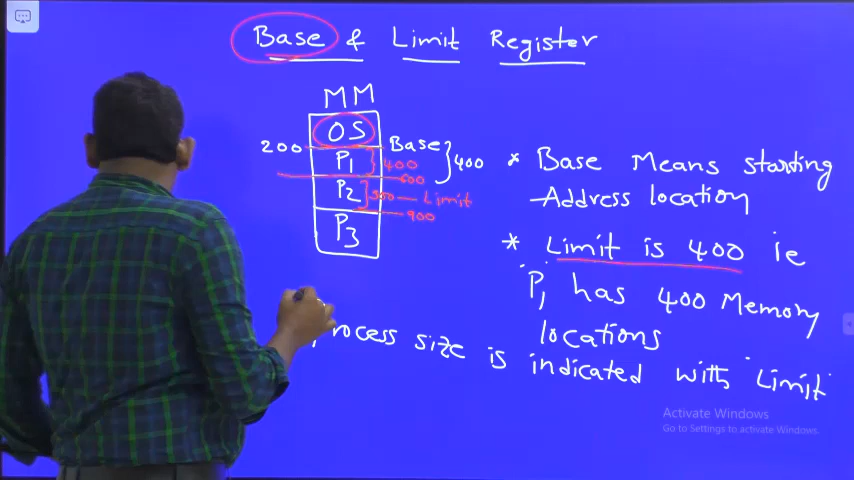 Base & Limit Register
MM
OS
200
Base
P1
400
400
600
P2
300 — Limit
900
P3
* Base Means starting
Address location
* Limit is 400 ie
'P1' has 400 Memory
locations
process size is indicated with 'Limit'
Activate Windows
Go to Settings to activate Windows.